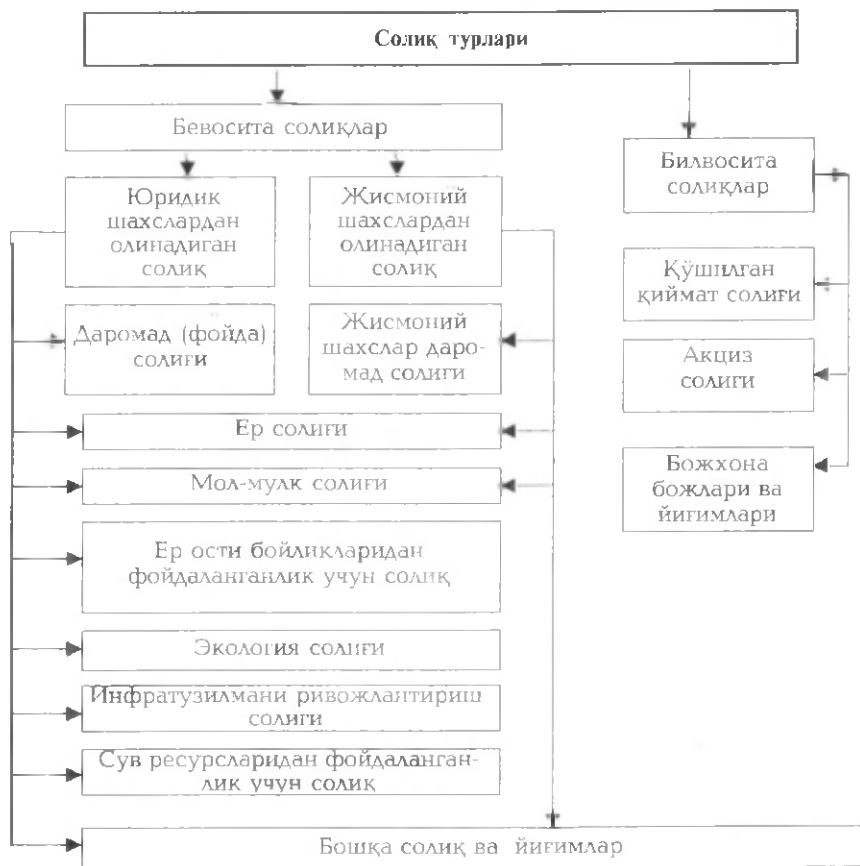 Солиқ турлари
Бевосита солиқлар
Билвосита
солиқлар
Юридик
шахслардан
олинадиган
солиқ
Жисмоний
шахслардан
олинадиган
солиқ
Қўшилган
қиймат солиғи
Даромад (фойда)
солиғи
Жисмоний
шахслар даро-
мад солиғи
Акциз
солиғи
Ер солиғи
Божхона
божлари ва
йиғимлари
Мол-мулк солиғи
Ер ости бойликларидан
фойдаланганлик учун солиқ
Экология солиғи
Инфратузилмани ривожлантириш
солиғи
Сув ресурсларидан фойдаланган-
лик учун солиқ
Бошқа солиқ ва йиғимлар